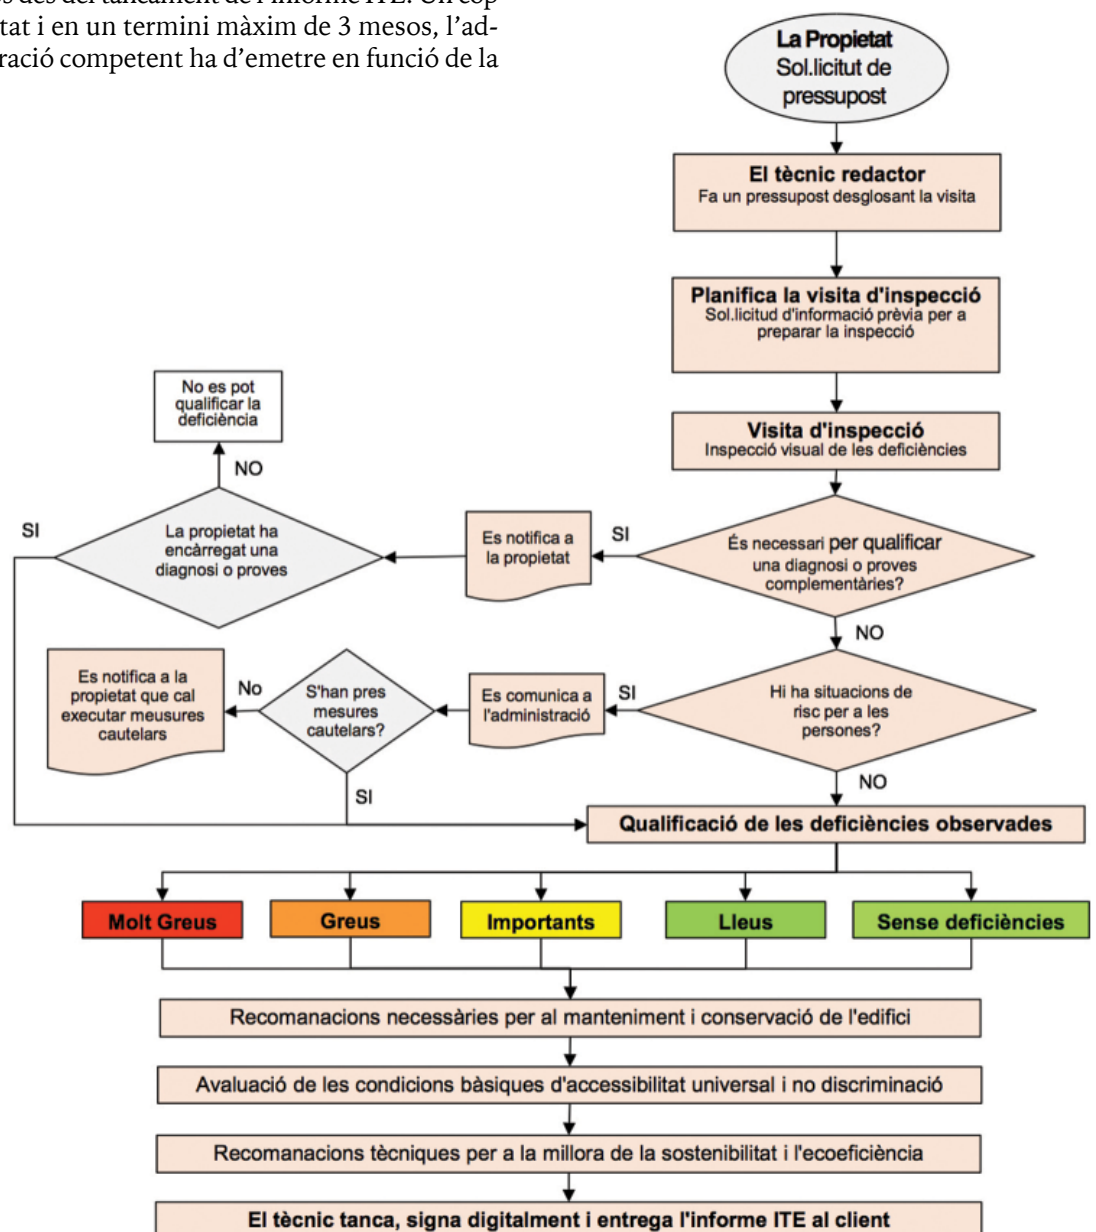 s des del tancament de l'informe ITE. Un cop
tat i en un termini màxim de 3 mesos, l'ad-
ració competent ha d'emetre en funció de la
La Propietat
Sol.licitut de
pressupost
El tècnic redactor
Fa un pressupost desglosant la visita
Planifica la visita d'inspecció
Sol.licitud d'informació prèvia per a
preparar la inspecció
Visita d'inspecció
Inspecció visual de les deficiències
És necessari per qualificar
una diagnosi o proves
complementàries?
SI
Es notifica a
la propietat
La propietat ha
encàrregat una
diagnosi o proves
NO
No es pot
qualificar la
deficiència
SI
NO
Hi ha situacions de
risc per a les
persones?
SI
Es comunica a
l'administració
S'han pres
mesures
cautelars?
No
Es notifica a la
propietat que cal
executar meusures
cautelars
SI
NO
Qualificació de les deficiències observades
Molt Greus
Greus
Importants
Lleus
Sense deficiències
Recomanacions necessàries per al manteniment i conservació de l'edifici
Avaluació de les condicions bàsiques d'accessibilitat universal i no discriminació
Recomanacions tècniques per a la millora de la sostenibilitat i l'ecoeficiència
El tècnic tanca, signa digitalment i entrega l'informe ITE al client